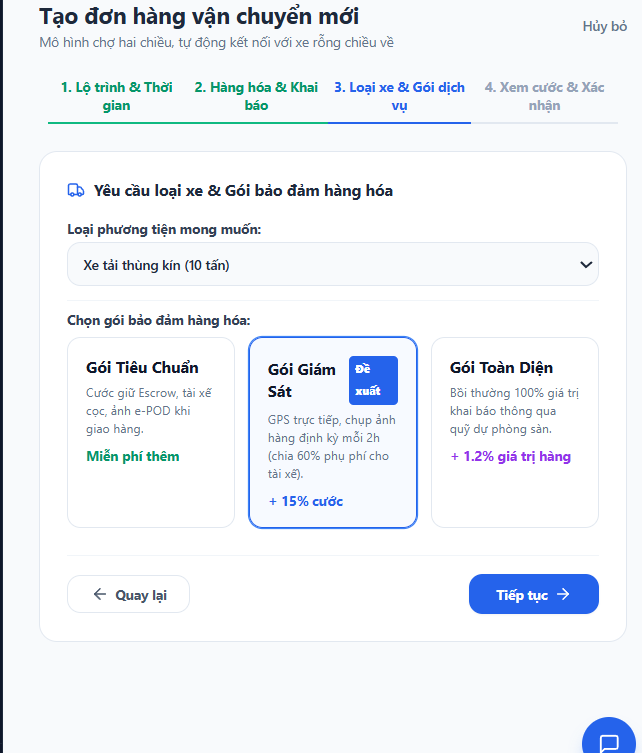 Tạo đơn hàng vận chuyển mới
Hủy bỏ
Mô hình chợ hai chiều, tự động kết nối với xe rỗng chiều về
1. Lộ trình & Thời
gian
2. Hàng hóa & Khai
báo
3. Loại xe & Gói dịch
vụ
4. Xem cước & Xác
nhận
Yêu cầu loại xe & Gói bảo đảm hàng hóa
Loại phương tiện mong muốn:
Xe tải thùng kín (10 tấn)
Chọn gói bảo đảm hàng hóa:
Gói Tiêu Chuẩn
Cước giữ Escrow, tài xế
cọc, ảnh e-POD khi
giao hàng.
Miễn phí thêm
Gói Giám
Sát
Đề
xuất
GPS trực tiếp, chụp ảnh
hàng định kỳ mỗi 2h
(chia 60% phụ phí cho
tài xế).
+ 15% cước
Gói Toàn Diện
Bồi thường 100% giá trị
khai báo thông qua
quỹ dự phòng sàn.
+ 1.2% giá trị hàng
Quay lại
Tiếp tục